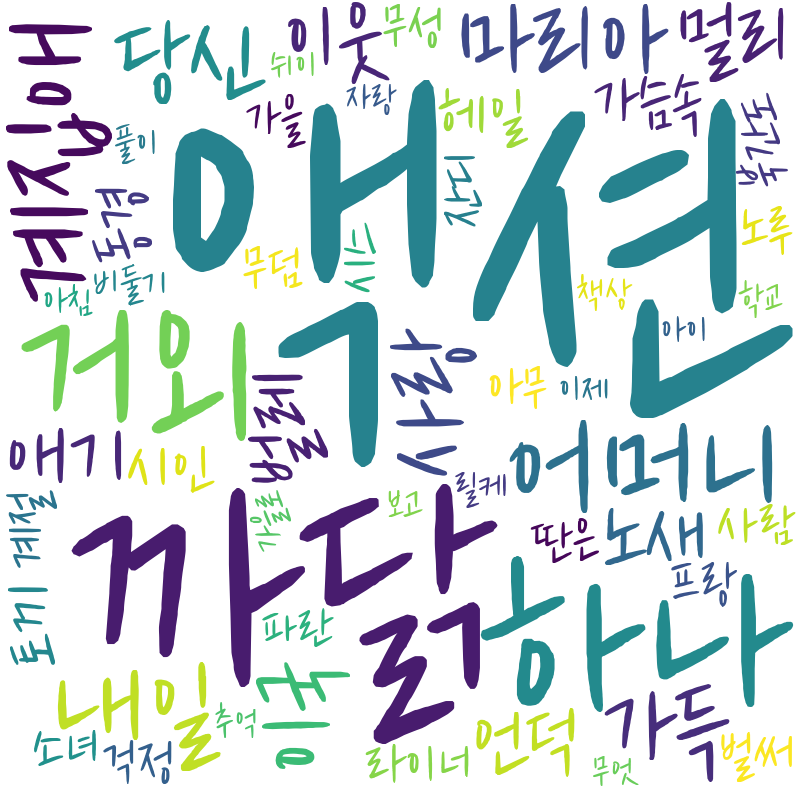 당신
이웃
무성
마리아
멀리
쉬이
자랑
가을
헤일
가슴속
계집애
풀이
동경
액션
잔디
노루
무덤
비둘기
아침
책상
학교
아이
거외
아무
이제
애기
시인
어머니
릴케
보고
딴은
노새
사람
계절
토끼
까닭
프랑
하나
파란
내일
추억
소녀
걱정
라이너
언덕
가득
무엇
벌써